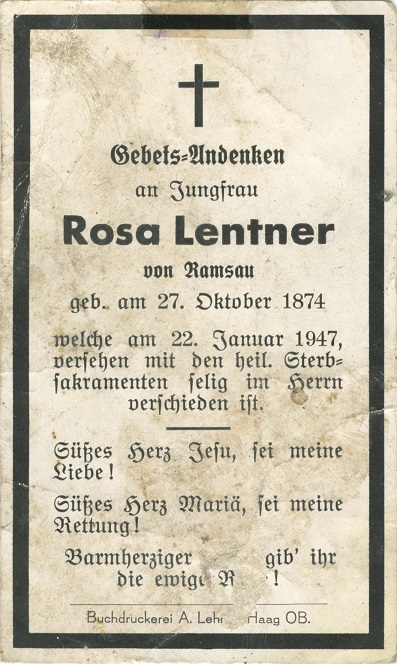 Gebets-Andenken
an Jungfrau
Rosa Lentner
von Ramsau
geb. am 27. Oktober 1874
welche am 22. Januar 1947,
versehen mit den heil. Sterb-
sakramenten selig im Herrn
verschieden ist.
Süßes Herz Jesu, sei meine
Liebe!
Süßes Herz Mariä, sei meine
Rettung!
Barmherziger gib' ihr
die !
Buchdruckerei A. Haag OB.